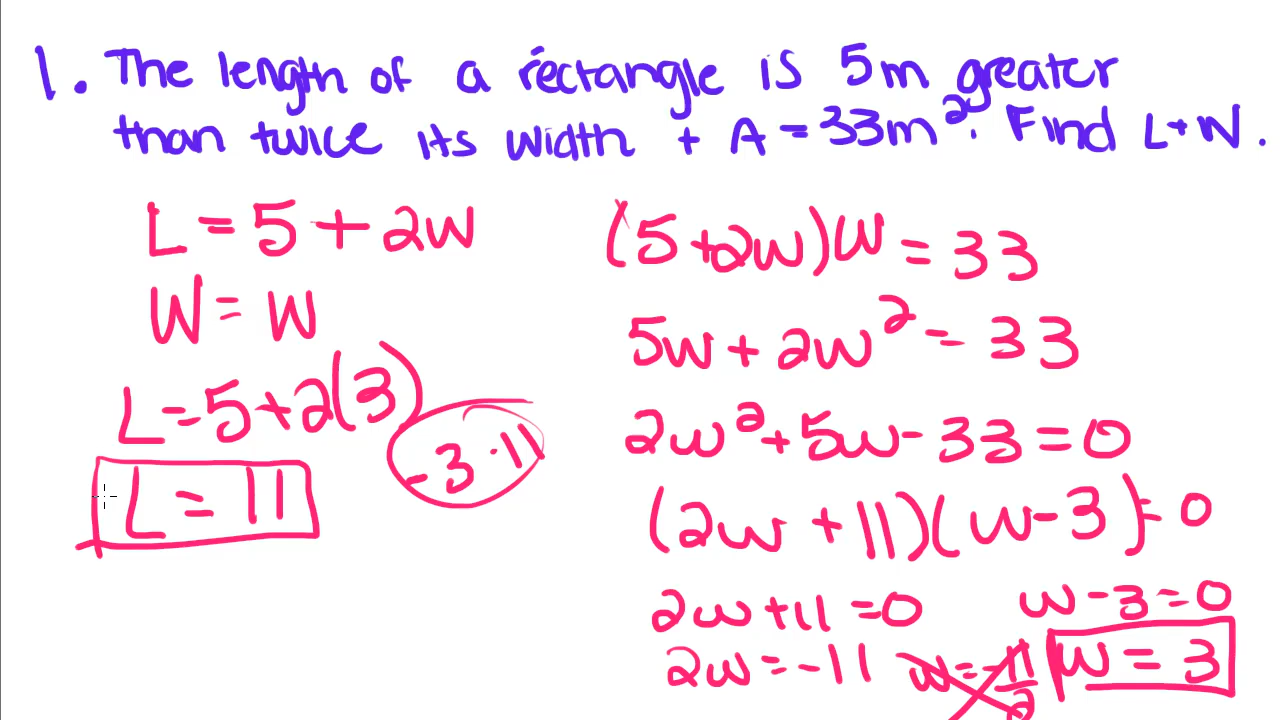 1. The length of a rectangle is 5m greater
than twice its width + A = 33m². Find L + W.
L = 5 + 2w
W = w
L = 5 + 2(3)
-3 · 11
L = 11
(5 + 2w)w = 33
5w + 2w² = 33
2w² + 5w - 33 = 0
(2w + 11)(w - 3) = 0
2w + 11 = 0
w - 3 = 0
2w = -11
w = -11/2
w = 3